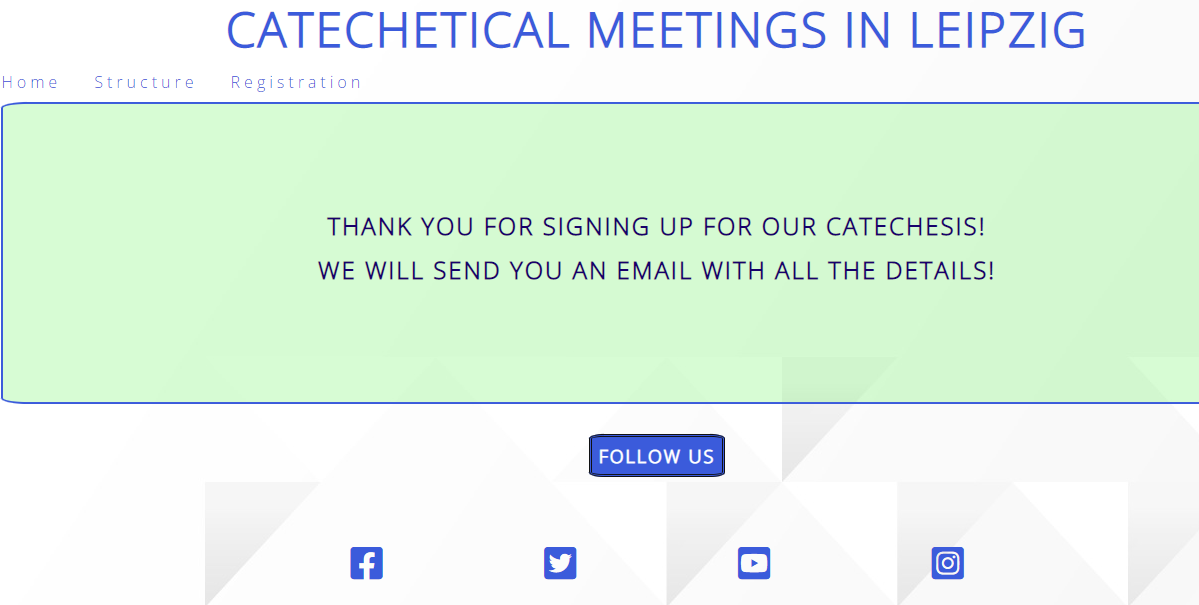 CATECHETICAL MEETINGS IN LEIPZIG
Home Structure Registration
THANK YOU FOR SIGNING UP FOR OUR CATECHESIS!
WE WILL SEND YOU AN EMAIL WITH ALL THE DETAILS!
FOLLOW US